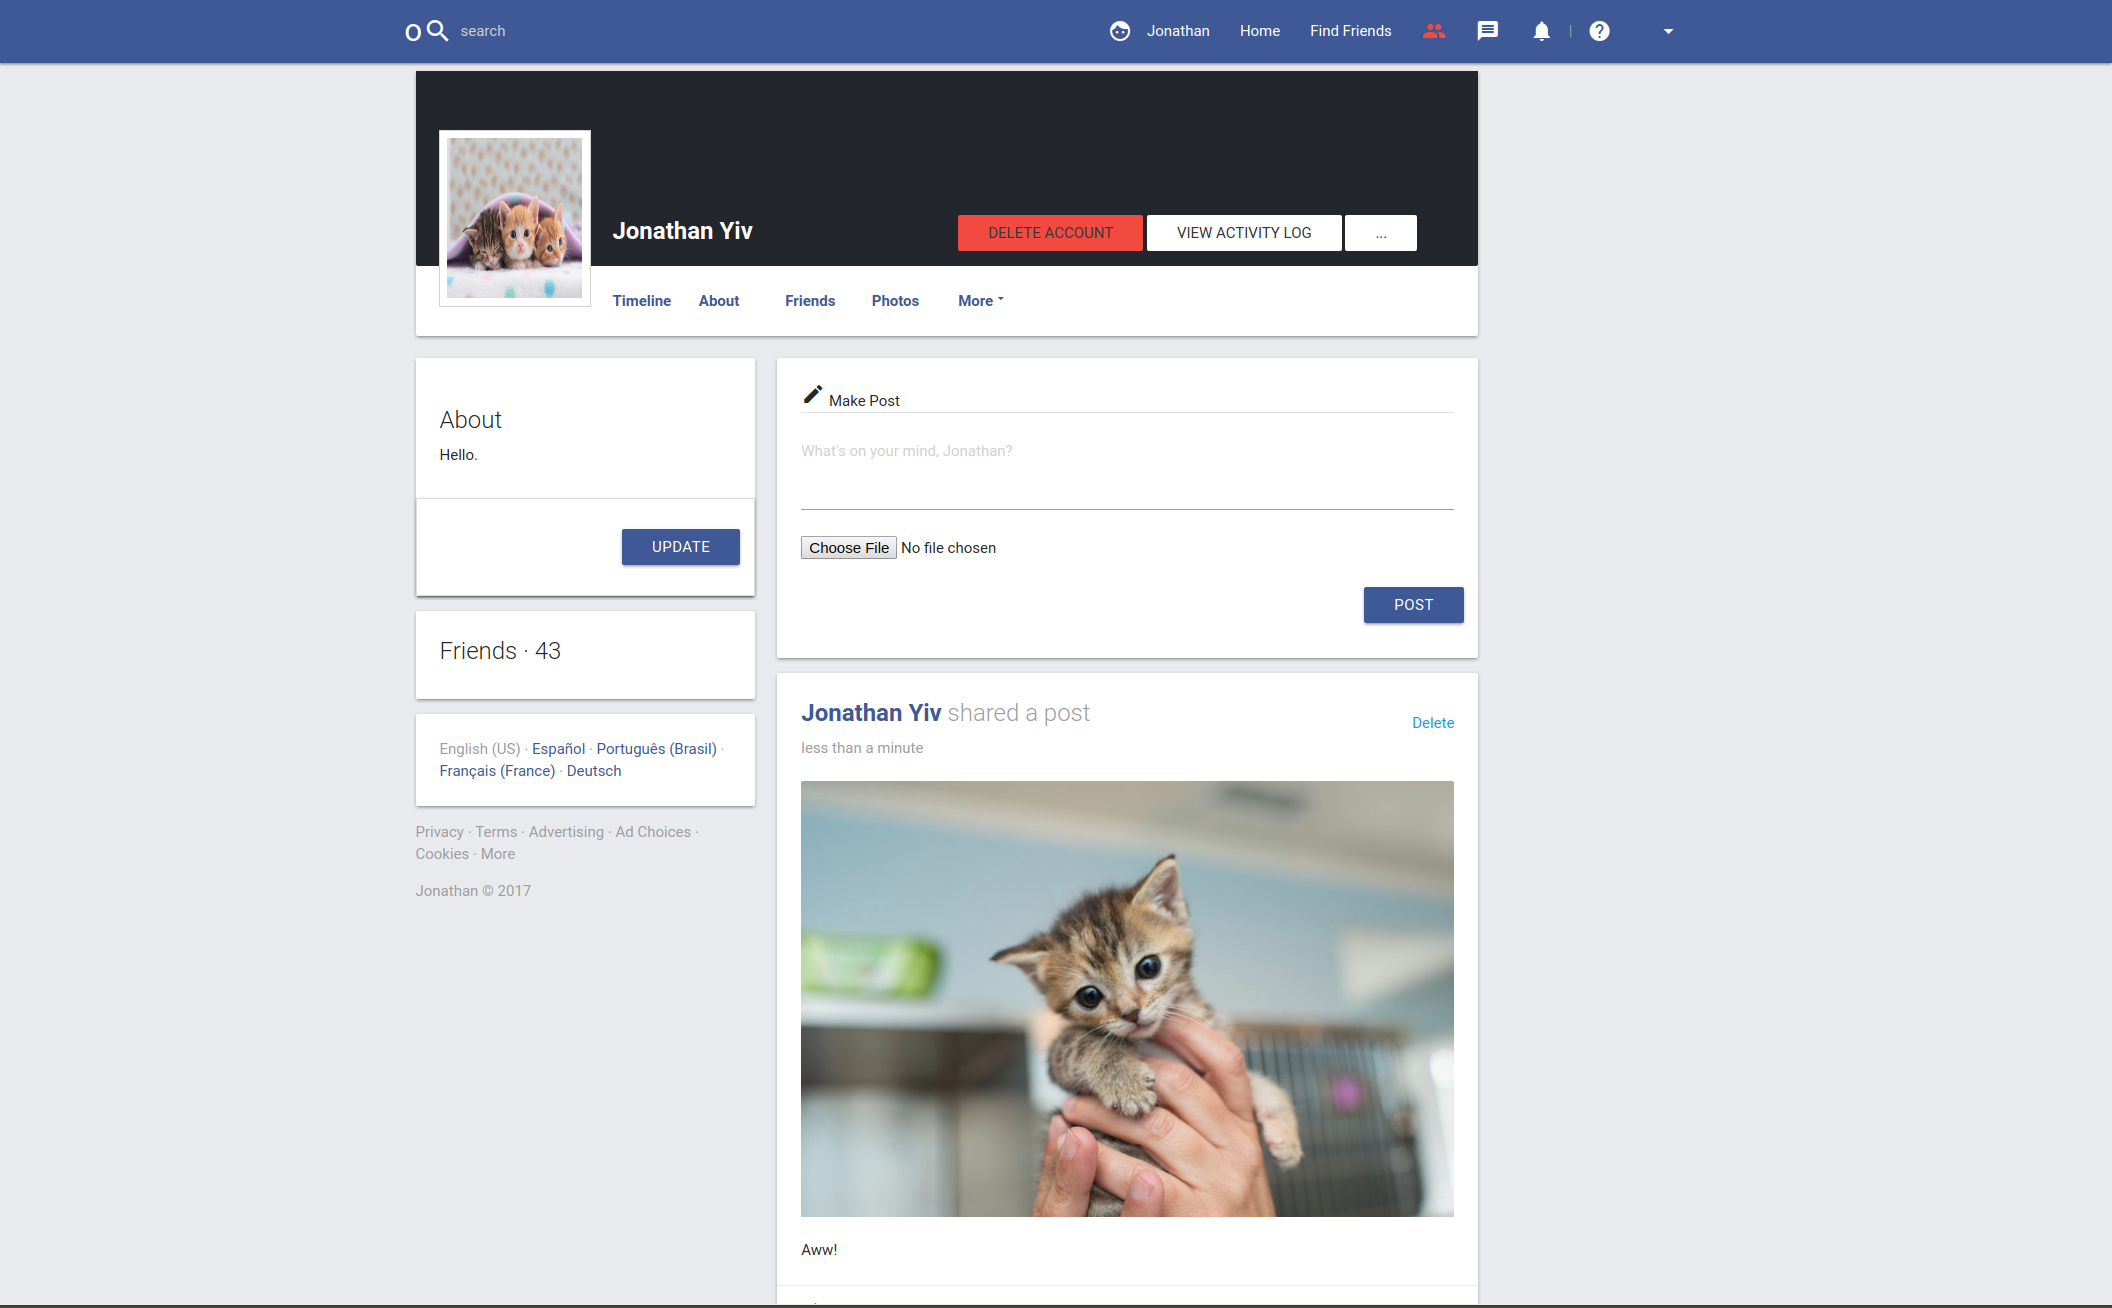 o search Jonathan Home Find Friends |
Jonathan Yiv
DELETE ACCOUNT VIEW ACTIVITY LOG ...
Timeline About Friends Photos More
About
Hello.
UPDATE
Friends · 43
English (US) · Español · Português (Brasil) ·
Français (France) · Deutsch
Privacy · Terms · Advertising · Ad Choices ·
Cookies · More
Jonathan © 2017
Make Post
What's on your mind, Jonathan?
Choose File No file chosen
POST
Jonathan Yiv shared a post
Delete
less than a minute
Aww!